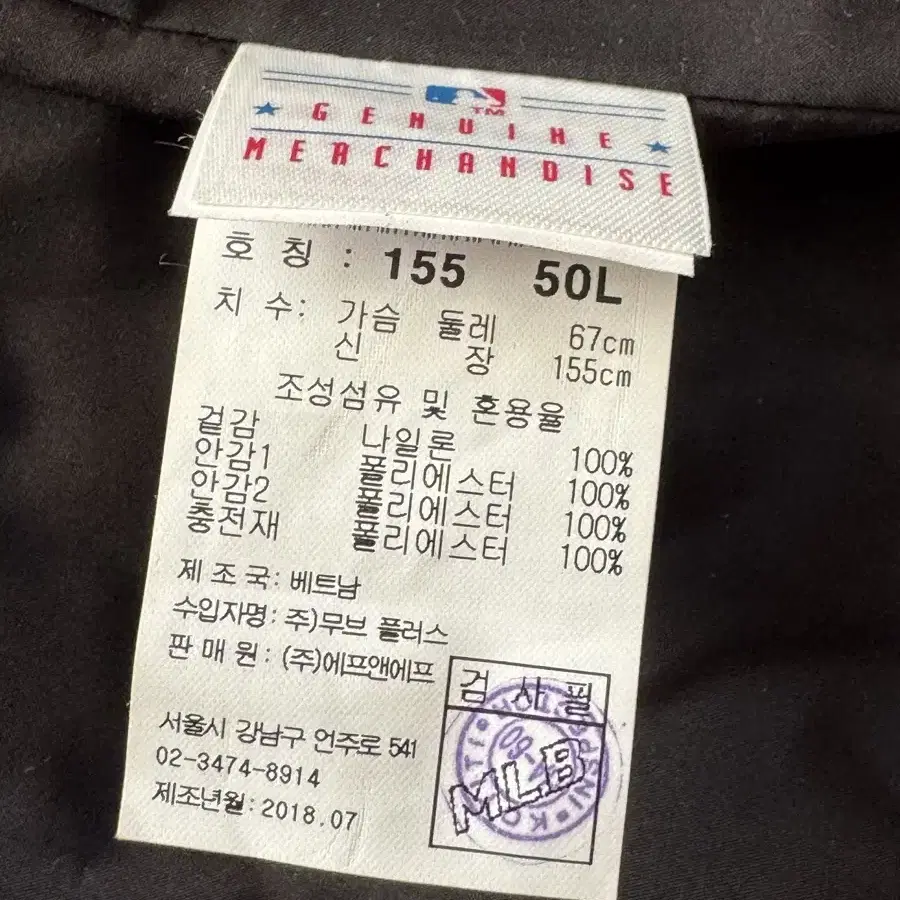 GENUINE
TM
MERCHANDISE
호 칭 : 155 50L
치 수: 가슴 둘레 67cm
신 장 155cm
조성섬유 및 혼용율
겉감 나일론 100%
안감1 폴리에스터 100%
안감2 폴리에스터 100%
충전재 폴리에스터 100%
제 조 국: 베트남
수입자명: 주)무브 플러스
판 매 원: (주)에프앤에프
검 사 필
MLB
서울시 강남구 언주로 541
02-3474-8914
제조년월:2018.07